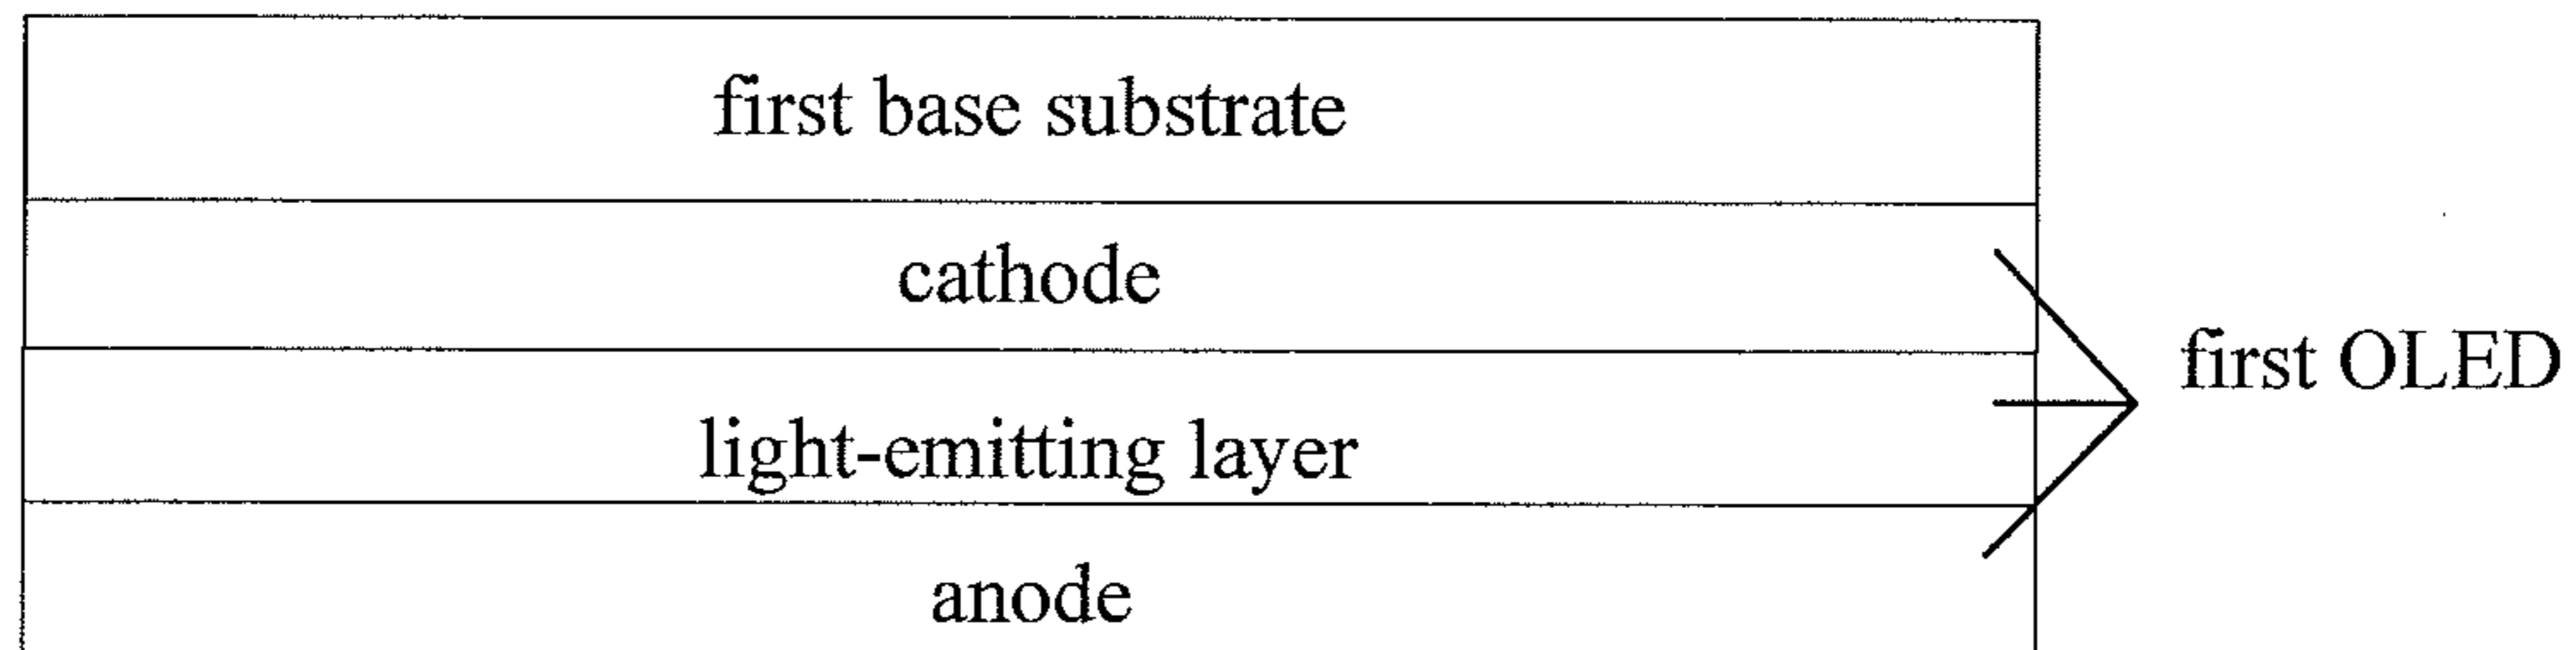 first base substrate
cathode
first OLED
light-emitting layer
anode